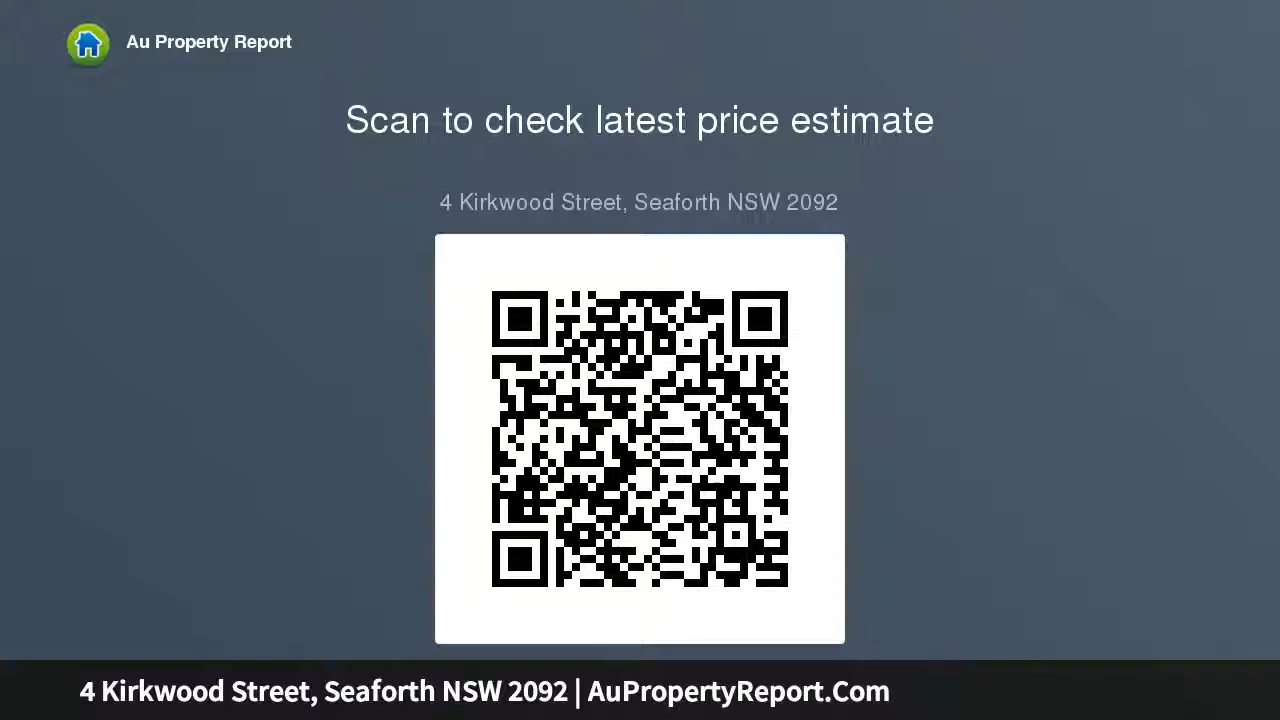 Au Property Report
Scan to check latest price estimate
4 Kirkwood Street, Seaforth NSW 2092
4 Kirkwood Street, Seaforth NSW 2092 | AuPropertyReport.Com